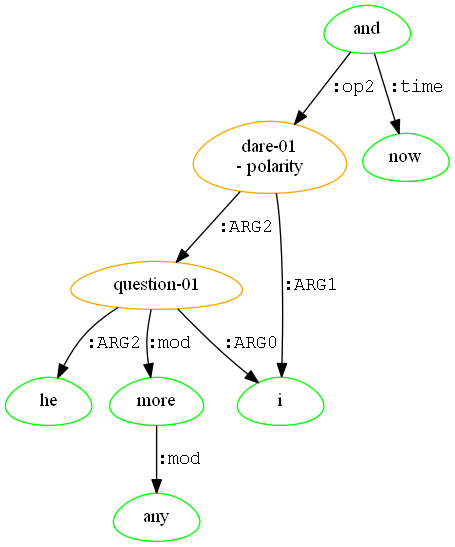 and
:op2
:time
dare-01
- polarity
now
:ARG2
question-01
:ARG1
:ARG2
:mod
:ARG0
he
more
i
:mod
any